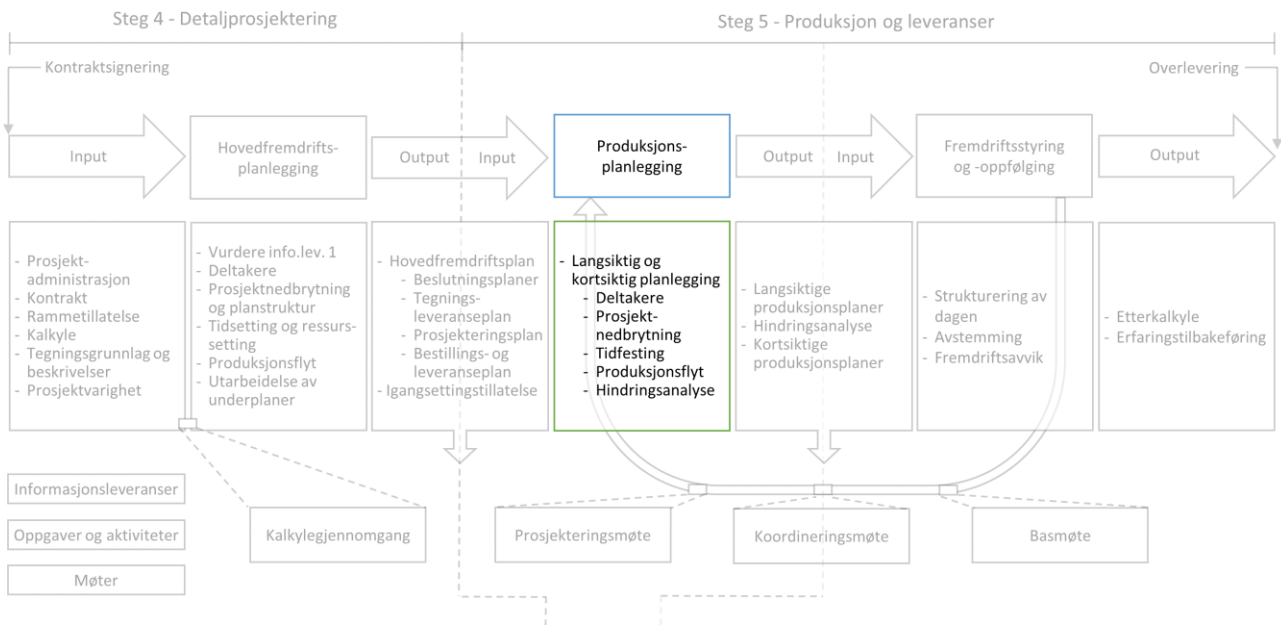 Steg 4 - Detaljprosjektering
Steg 5 - Produksjon og leveranser
Kontraktsignering
Overlevering
Input
Hovedfremdrifts-
planlegging
Output
Input
Produksjons-
planlegging
Output
Input
Fremdriftsstyring
og -oppfølging
Output
- Prosjekt-
administrasjon
- Kontrakt
- Rammetillatelse
- Kalkyle
- Tegningsgrunnlag og
beskrivelser
- Prosjektvarighet
- Vurdere info.lev. 1
- Deltakere
- Prosjektnedbrytning
og planstruktur
- Tidsetting og ressurs-
setting
- Produksjonsflyt
- Utarbeidelse av
underplaner
- Hovedfremdriftsplan
- Beslutningsplaner
- Tegnings-
leveranseplan
- Prosjekteringsplan
- Bestillings- og
leveranseplan
- Igangsettingstillatelse
- Langsiktig og
kortsiktig planlegging
- Deltakere
- Prosjekt-
nedbrytning
- Tidfesting
- Produksjonsflyt
- Hindringsanalyse
- Langsiktige
produksjonsplaner
- Hindringsanalyse
- Kortsiktige
produksjonsplaner
- Strukturering av
dagen
- Avstemming
- Fremdriftsavvik
- Etterkalkyle
- Erfaringstilbakeføring
Informasjonsleveranser
Oppgaver og aktiviteter
Møter
Kalkylegjennomgang
Prosjekteringsmøte
Koordineringsmøte
Basmøte